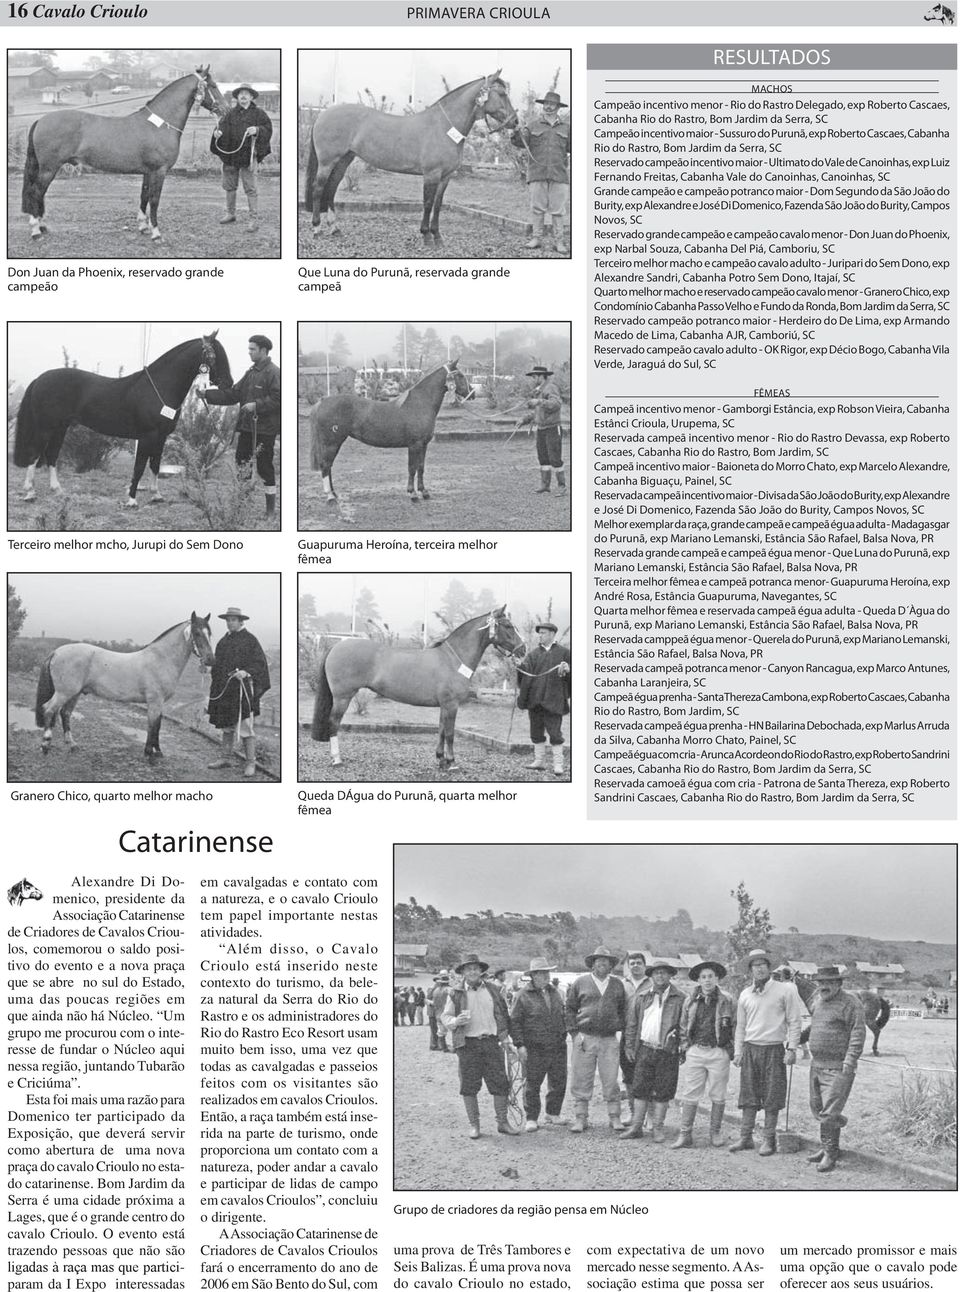 16 Cavalo Crioulo
PRIMAVERA CRIOULA
Don Juan da Phoenix, reservado grande
campeão
Que Luna do Purunã, reservada grande
campeã
Terceiro melhor mcho, Jurupi do Sem Dono
Guapuruma Heroína, terceira melhor
fêmea
Granero Chico, quarto melhor macho
Queda DÁgua do Purunã, quarta melhor
fêmea
RESULTADOS
MACHOS
Campeão incentivo menor - Rio do Rastro Delegado, exp Roberto Cascaes,
Cabanha Rio do Rastro, Bom Jardim da Serra, SC
Campeão incentivo maior - Sussuro do Purunã, exp Roberto Cascaes, Cabanha
Rio do Rastro, Bom Jardim da Serra, SC
Reservado campeão incentivo maior - Ultimato do Vale de Canoinhas, exp Luiz
Fernando Freitas, Cabanha Vale do Canoinhas, Canoinhas, SC
Grande campeão e campeão potranco maior - Dom Segundo da São João do
Burity, exp Alexandre e José Di Domenico, Fazenda São João do Burity, Campos
Novos, SC
Reservado grande campeão e campeão cavalo menor - Don Juan do Phoenix,
exp Narbal Souza, Cabanha Del Piá, Camboriu, SC
Terceiro melhor macho e campeão cavalo adulto - Juripari do Sem Dono, exp
Alexandre Sandri, Cabanha Potro Sem Dono, Itajaí, SC
Quarto melhor macho e reservado campeão cavalo menor - Granero Chico, exp
Condomínio Cabanha Passo Velho e Fundo da Ronda, Bom Jardim da Serra, SC
Reservado campeão potranco maior - Herdeiro do De Lima, exp Armando
Macedo de Lima, Cabanha AJR, Camboriú, SC
Reservado campeão cavalo adulto - OK Rigor, exp Décio Bogo, Cabanha Vila
Verde, Jaraguá do Sul, SC
FÊMEAS
Campeã incentivo menor - Gamborgi Estância, exp Robson Vieira, Cabanha
Estânci Crioula, Urupema, SC
Reservada campeã incentivo menor - Rio do Rastro Devassa, exp Roberto
Cascaes, Cabanha Rio do Rastro, Bom Jardim, SC
Campeã incentivo maior - Baioneta do Morro Chato, exp Marcelo Alexandre,
Cabanha Biguaçu, Painel, SC
Reservada campeã incentivo maior - Divisa da São João do Burity, exp Alexandre
e José Di Domenico, Fazenda São João do Burity, Campos Novos, SC
Melhor exemplar da raça, grande campeã e campeã égua adulta - Madagasgar
do Purunã, exp Mariano Lemanski, Estância São Rafael, Balsa Nova, PR
Reservada grande campeã e campeã égua menor - Que Luna do Purunã, exp
Mariano Lemanski, Estância São Rafael, Balsa Nova, PR
Terceira melhor fêmea e campeã potranca menor- Guapuruma Heroína, exp
André Rosa, Estância Guapuruma, Navegantes, SC
Quarta melhor fêmea e reservada campeã égua adulta - Queda D´Àgua do
Purunã, exp Mariano Lemanski, Estância São Rafael, Balsa Nova, PR
Reservada camppeã égua menor - Querela do Purunã, exp Mariano Lemanski,
Estância São Rafael, Balsa Nova, PR
Reservada campeã potranca menor - Canyon Rancagua, exp Marco Antunes,
Cabanha Laranjeira, SC
Campeã égua prenha - Santa Thereza Cambona, exp Roberto Cascaes, Cabanha
Rio do Rastro, Bom Jardim, SC
Reservada campeã égua prenha - HN Bailarina Debochada, exp Marlus Arruda
da Silva, Cabanha Morro Chato, Painel, SC
Campeã égua com cria - Arunca Acordeon do Rio do Rastro, exp Roberto Sandrini
Cascaes, Cabanha Rio do Rastro, Bom Jardim da Serra, SC
Reservada camoeã égua com cria - Patrona de Santa Thereza, exp Roberto
Sandrini Cascaes, Cabanha Rio do Rastro, Bom Jardim da Serra, SC
Catarinense
Alexandre Di Do-
menico, presidente da
Associação Catarinense
de Criadores de Cavalos Criou-
los, comemorou o saldo posi-
tivo do evento e a nova praça
que se abre no sul do Estado,
uma das poucas regiões em
que ainda não há Núcleo. “Um
grupo me procurou com o inte-
resse de fundar o Núcleo aqui
nessa região, juntando Tubarão
e Criciúma”.
Esta foi mais uma razão para
Domenico ter participado da
Exposição, que deverá servir
como abertura de uma nova
praça do cavalo Crioulo no esta-
do catarinense. Bom Jardim da
Serra é uma cidade próxima a
Lages, que é o grande centro do
cavalo Crioulo. O evento está
trazendo pessoas que não são
ligadas à raça mas que partici-
param da I Expo interessadas
em cavalgadas e contato com
a natureza, e o cavalo Crioulo
tem papel importante nestas
atividades.
“Além disso, o Cavalo
Crioulo está inserido neste
contexto do turismo, da bele-
za natural da Serra do Rio do
Rastro e os administradores do
Rio do Rastro Eco Resort usam
muito bem isso, uma vez que
todas as cavalgadas e passeios
feitos com os visitantes são
realizados em cavalos Crioulos.
Então, a raça também está inse-
rida na parte de turismo, onde
proporciona um contato com a
natureza, poder andar a cavalo
e participar de lidas de campo
em cavalos Crioulos”, concluiu
o dirigente.
A Associação Catarinense de
Criadores de Cavalos Crioulos
fará o encerramento do ano de
2006 em São Bento do Sul, com
Grupo de criadores da região pensa em Núcleo
uma prova de Três Tambores e
Seis Balizas. É uma prova nova
do cavalo Crioulo no estado,
com expectativa de um novo
mercado nesse segmento. A As-
sociação estima que possa ser
um mercado promissor e mais
uma opção que o cavalo pode
oferecer aos seus usuários.